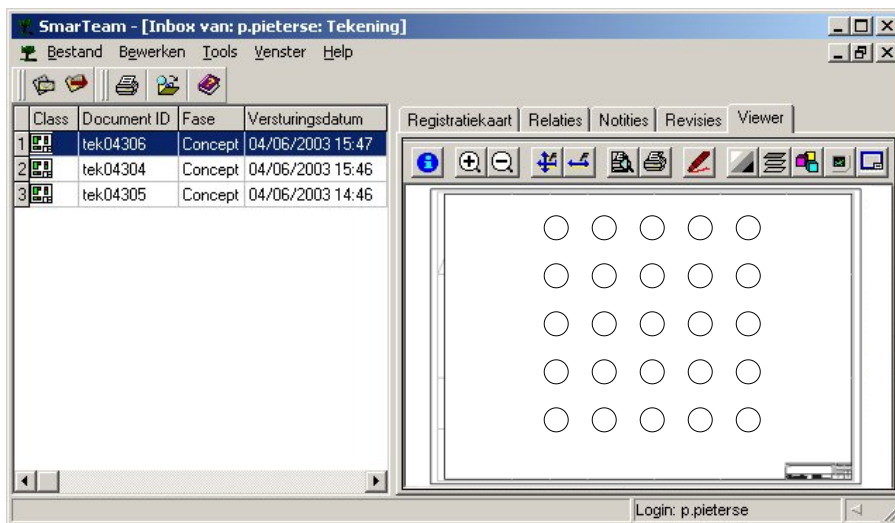 SmarTeam - [Inbox van: p.pieterse: Tekening]
Bestand Bewerken Tools Venster Help
Class Document ID Fase Versturingsdatum
1 tek04306 Concept 04/06/2003 15:47
2 tek04304 Concept 04/06/2003 15:46
3 tek04305 Concept 04/06/2003 14:46
Registratiekaart Relaties Notities Revisies Viewer
Login: p.pieterse